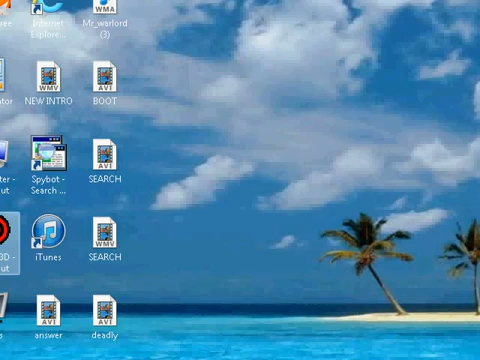 ree
Internet
Explore...
Mr_warlord
(3)
WMA
ator
WMV
NEW INTRO
AVI
BOOT
ter -
ut
Spybot -
Search ...
AVI
SEARCH
3D -
ut
iTunes
WMV
SEARCH
s
AVI
answer
AVI
deadly